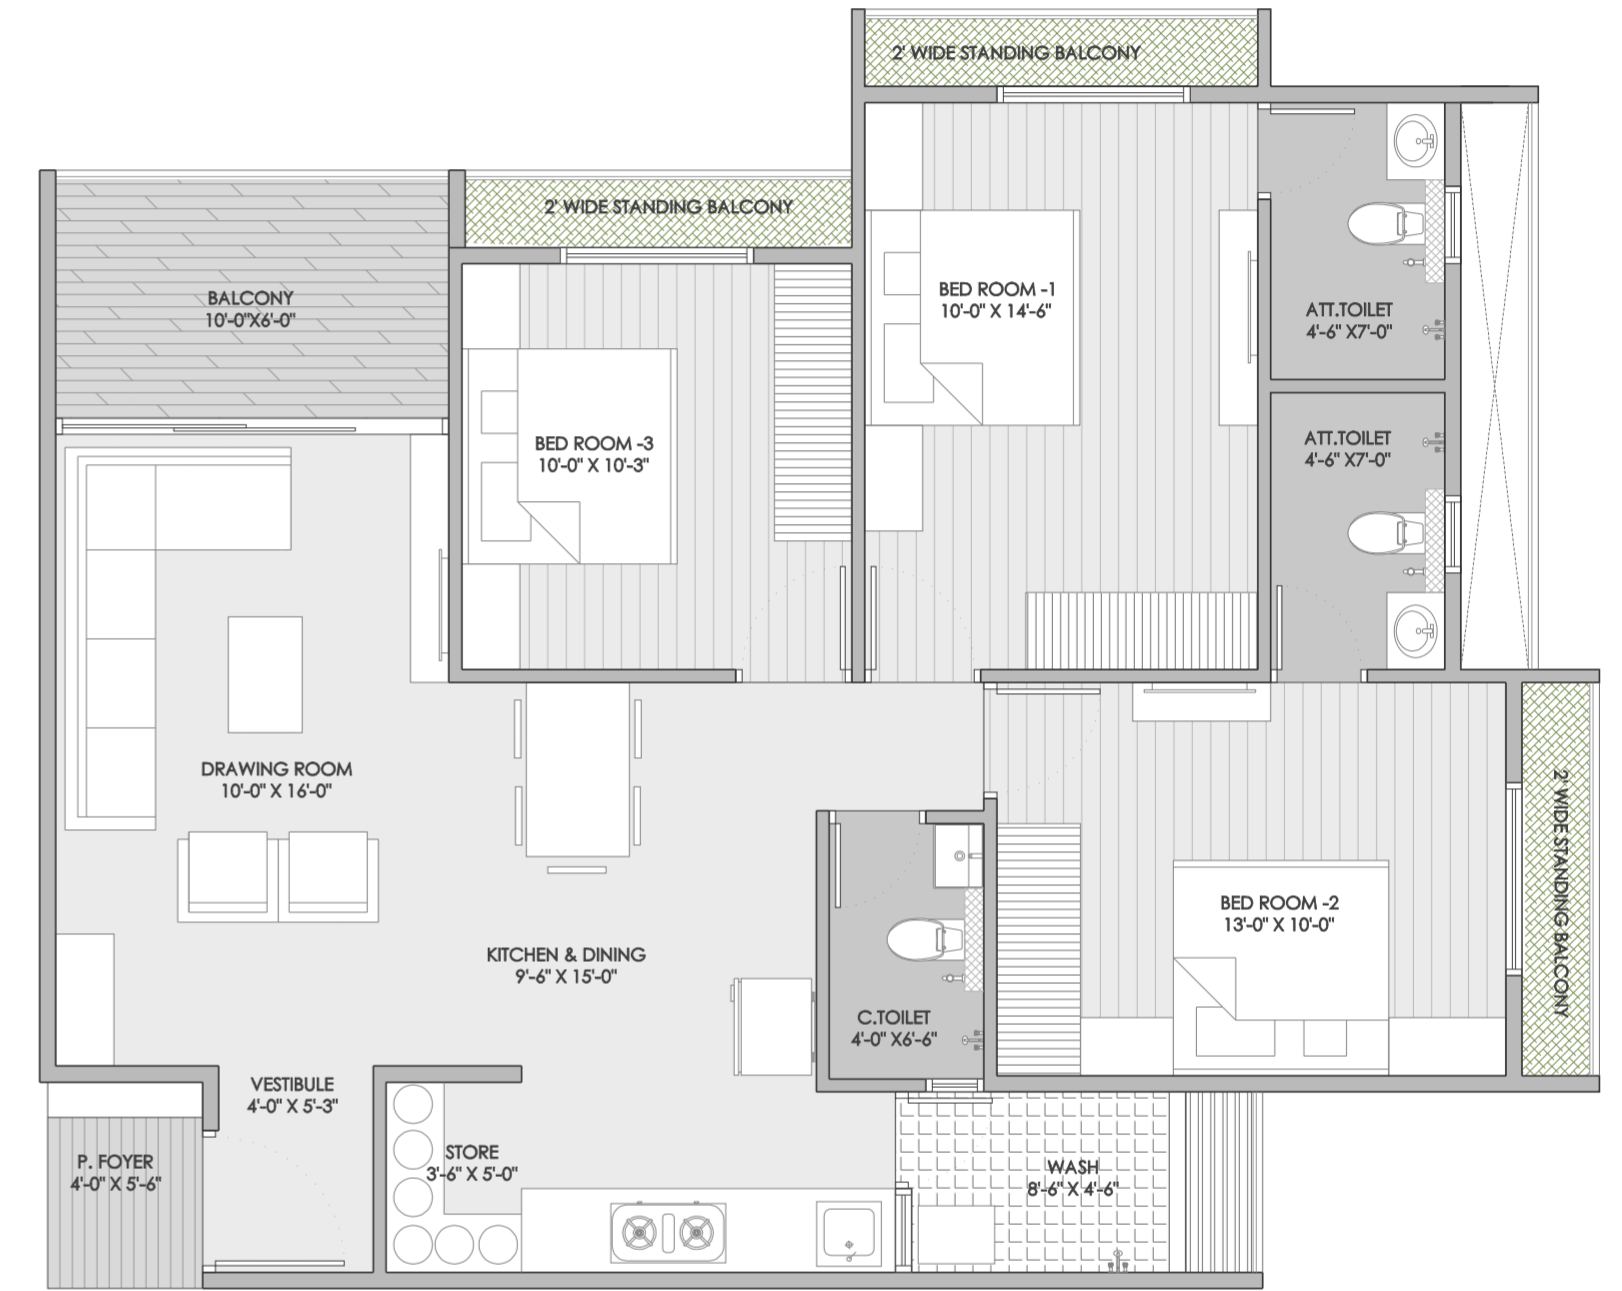 2' WIDE STANDING BALCONY
2' WIDE STANDING BALCONY
BALCONY
10'-0"X6'-0"
BED ROOM -1
10'-0" X 14'-6"
ATT.TOILET
4'-6" X7'-0"
BED ROOM -3
10'-0" X 10'-3"
ATT.TOILET
4'-6" X7'-0"
DRAWING ROOM
10'-0" X 16'-0"
2' WIDE STANDING BALCONY
BED ROOM -2
13'-0" X 10'-0"
KITCHEN & DINING
9'-6" X 15'-0"
C.TOILET
4'-0" X6'-6"
VESTIBULE
4'-0" X 5'-3"
P. FOYER
4'-0" X 5'-6"
STORE
3'-6" X 5'-0"
WASH
8'-6" X 4'-6"